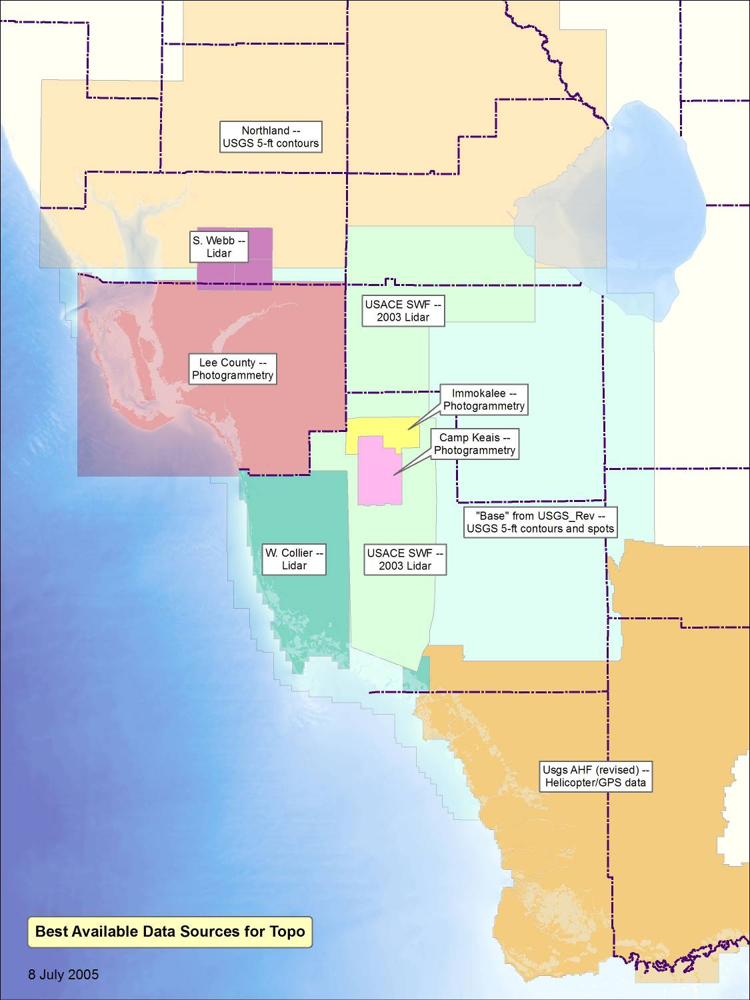 Northland --
USGS 5-ft contours
S. Webb --
Lidar
USACE SWF --
2003 Lidar
Lee County --
Photogrammetry
Immokalee --
Photogrammetry
Camp Keais --
Photogrammetry
"Base" from USGS_Rev --
USGS 5-ft contours and spots
W. Collier --
Lidar
USACE SWF --
2003 Lidar
Usgs AHF (revised) --
Helicopter/GPS data
Best Available Data Sources for Topo
8 July 2005